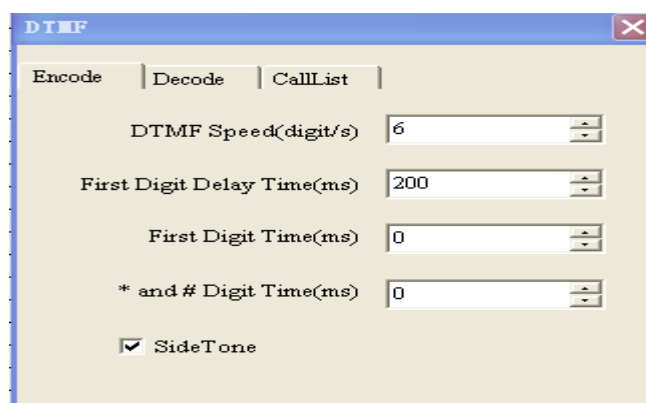 DTMF
Encode Decode CallList
DTMF Speed(digit/s) 6
First Digit Delay Time(ms) 200
First Digit Time(ms) 0
* and # Digit Time(ms) 0
SideTone